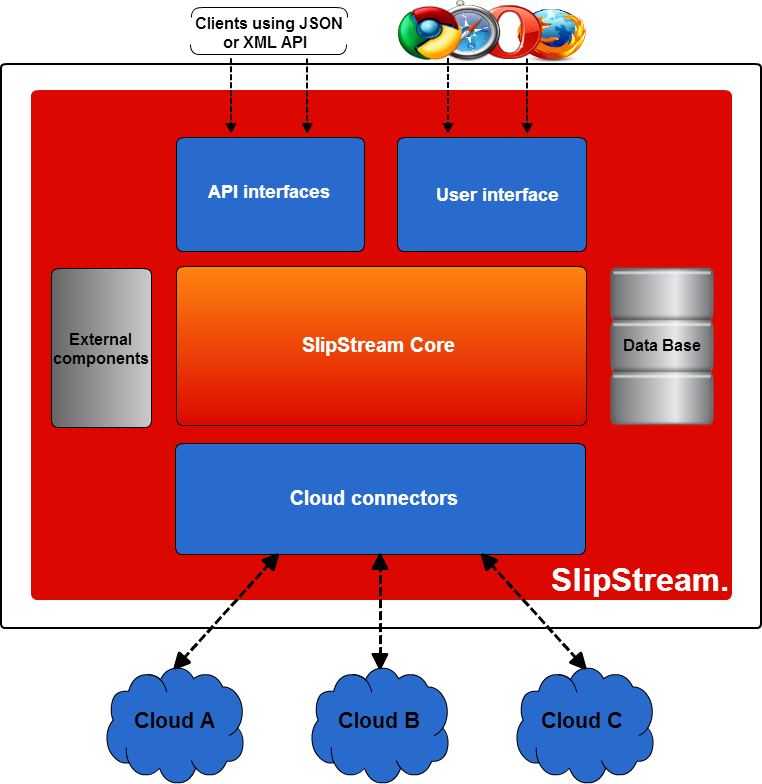 Clients using JSON
or XML API
API interfaces
User interface
External
components
SlipStream Core
Data Base
Cloud connectors
SlipStream.
Cloud A
Cloud B
Cloud C